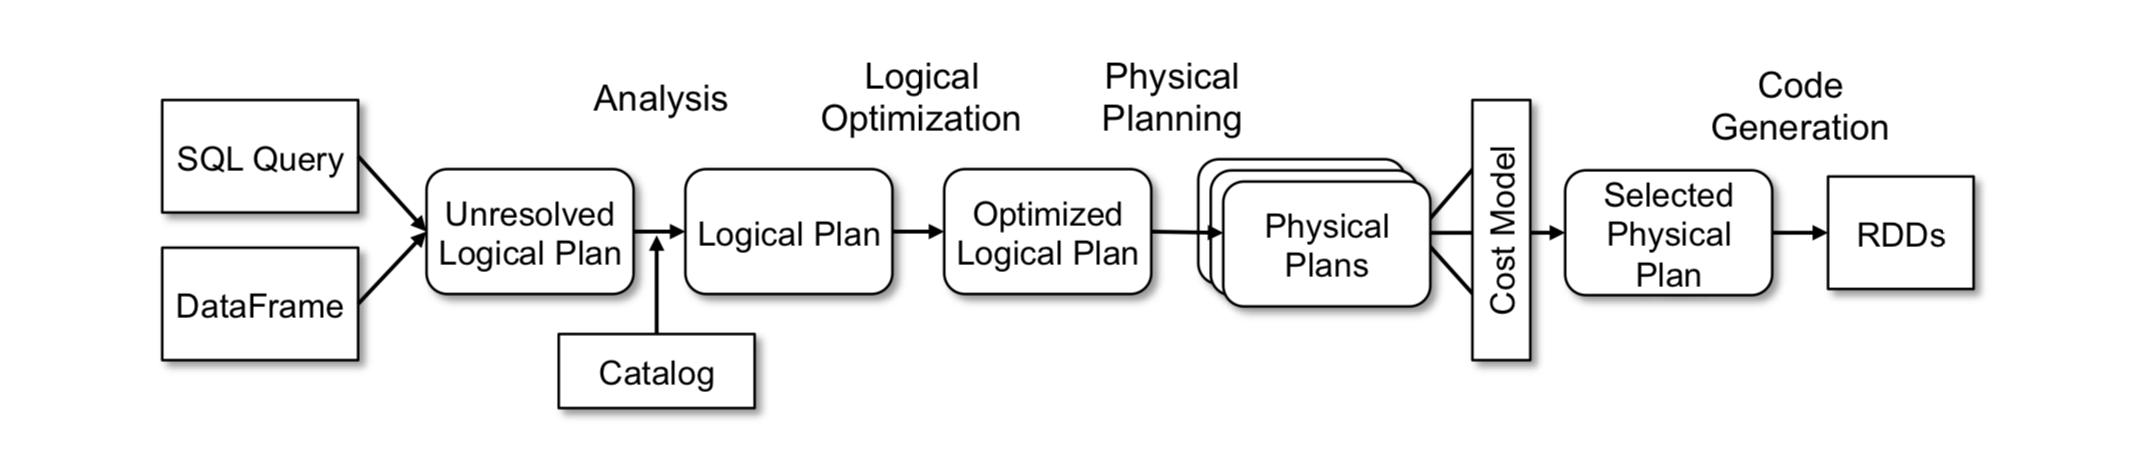 Analysis
Logical
Optimization
Physical
Planning
Code
Generation
SQL Query
DataFrame
Unresolved
Logical Plan
Catalog
Logical Plan
Optimized
Logical Plan
Physical
Plans
Cost Model
Selected
Physical
Plan
RDDs